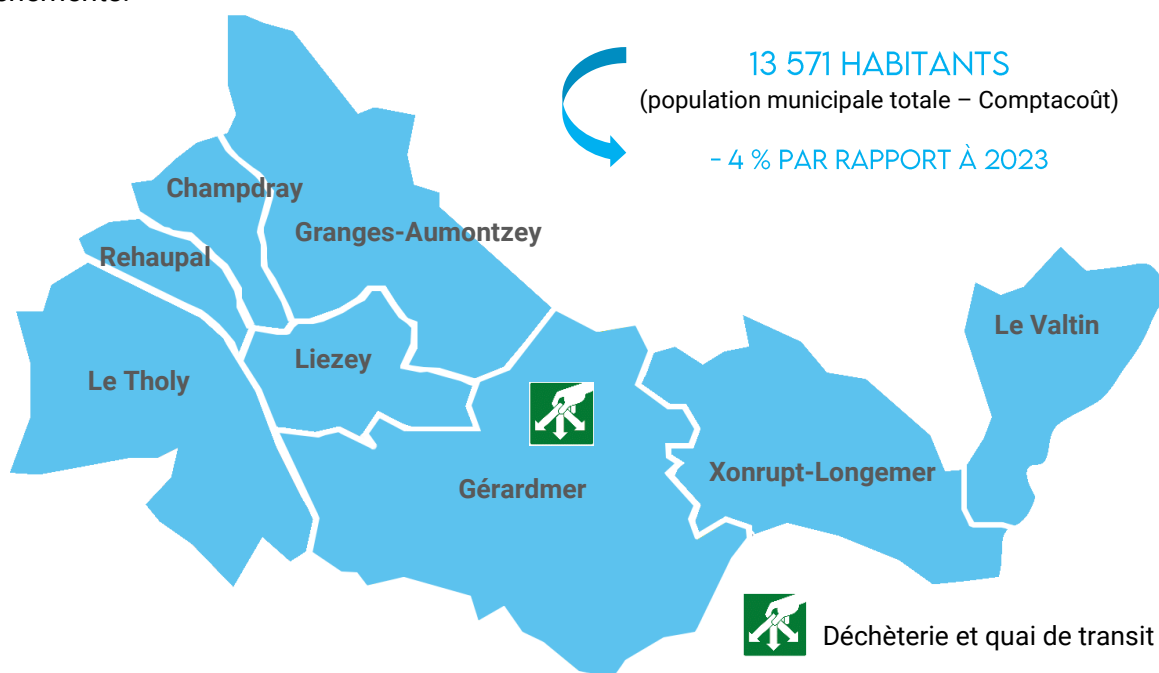 13 571 HABITANTS
(population municipale totale – Comptacoût)
- 4 % PAR RAPPORT À 2023
Champdray
Granges-Aumontzey
Rehaupal
Le Valtin
Liezey
Le Tholy
Xonrupt-Longemer
Gérardmer
Déchèterie et quai de transit